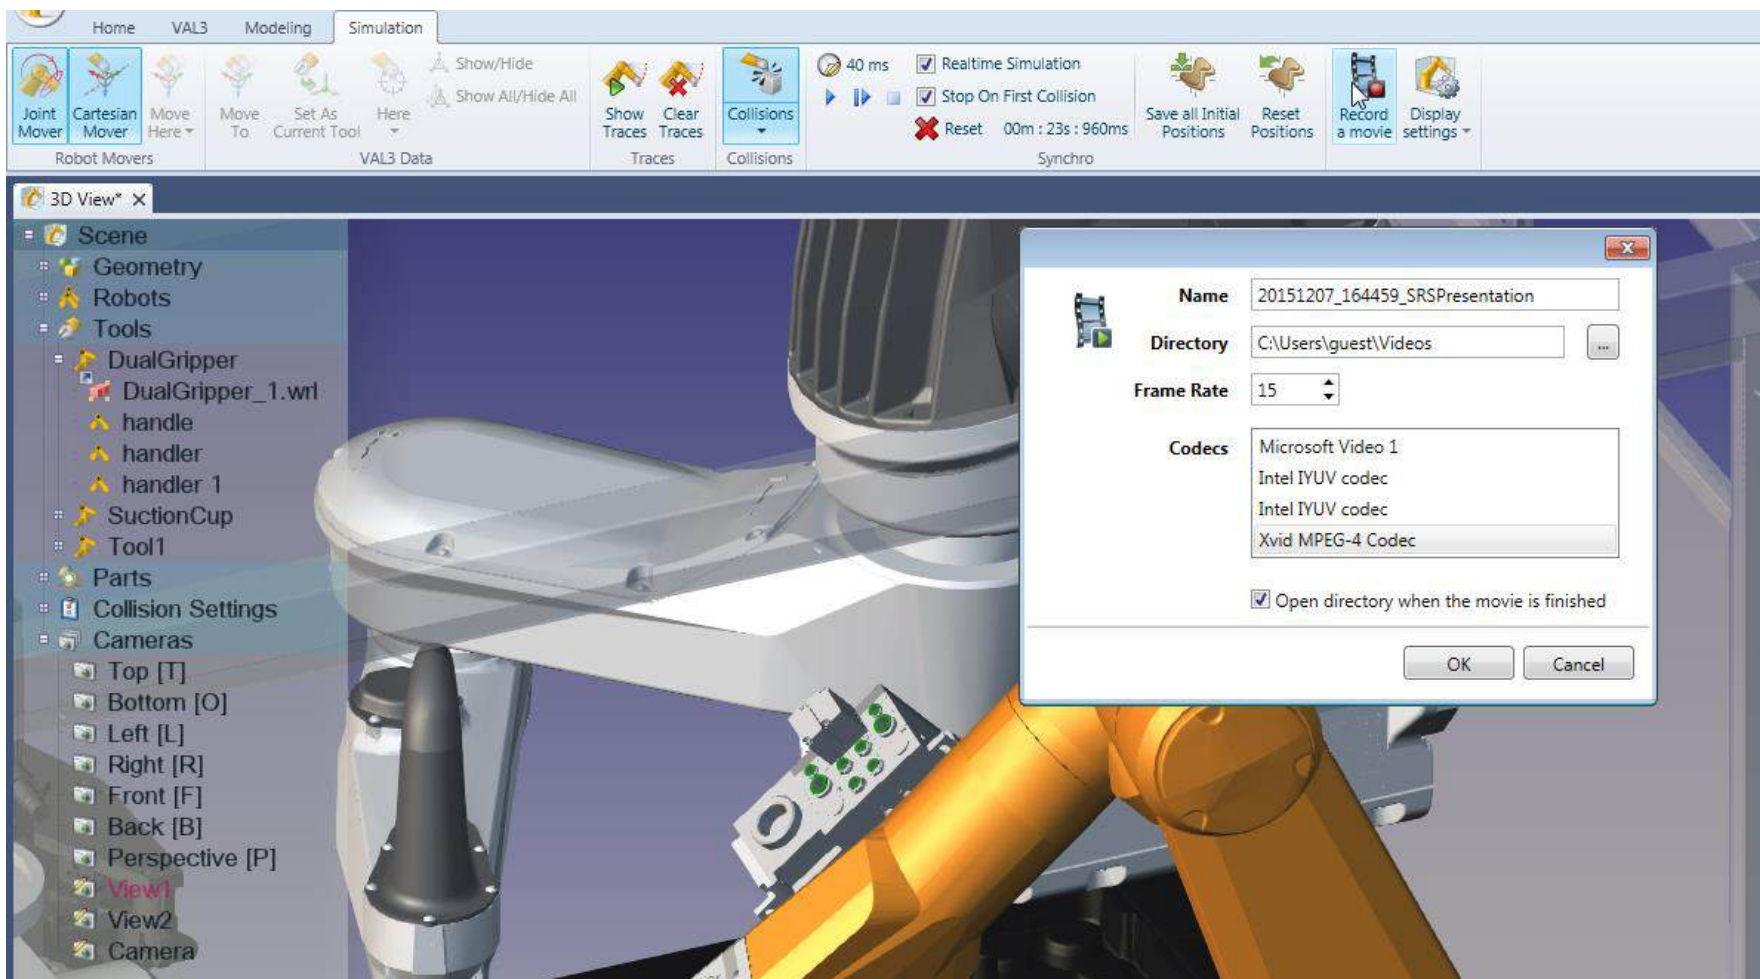 Home VAL3 Modeling Simulation
Joint Mover
Cartesian Mover
Move Here
Robot Movers
Move To
Set As Current Tool
Here
Show/Hide
Show All/Hide All
VAL3 Data
Show Traces
Clear Traces
Traces
Collisions
Collisions
40 ms
Realtime Simulation
Stop On First Collision
Reset 00m : 23s : 960ms
Save all Initial Positions
Reset Positions
Synchro
Record a movie
Display settings
3D View*
Scene
Geometry
Robots
Tools
DualGripper
DualGripper_1.wrl
handle
handler
handler 1
SuctionCup
Tool1
Parts
Collision Settings
Cameras
Top [T]
Bottom [O]
Left [L]
Right [R]
Front [F]
Back [B]
Perspective [P]
View1
View2
Camera
Name 20151207_164459_SRSPresentation
Directory C:\Users\guest\Videos ...
Frame Rate 15
Codecs Microsoft Video 1
Intel IYUV codec
Intel IYUV codec
Xvid MPEG-4 Codec
Open directory when the movie is finished
OK Cancel